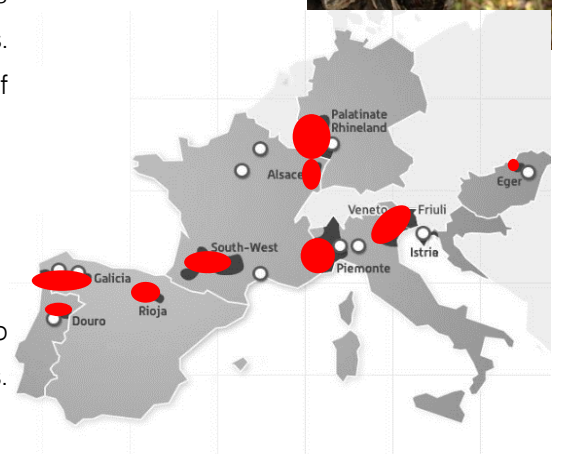 s.
f
Palatinate
Rhineland
Alsace
Eger
Veneto
Friuli
South-West
Istria
Piemonte
Galicia
Rioja
Douro
s.